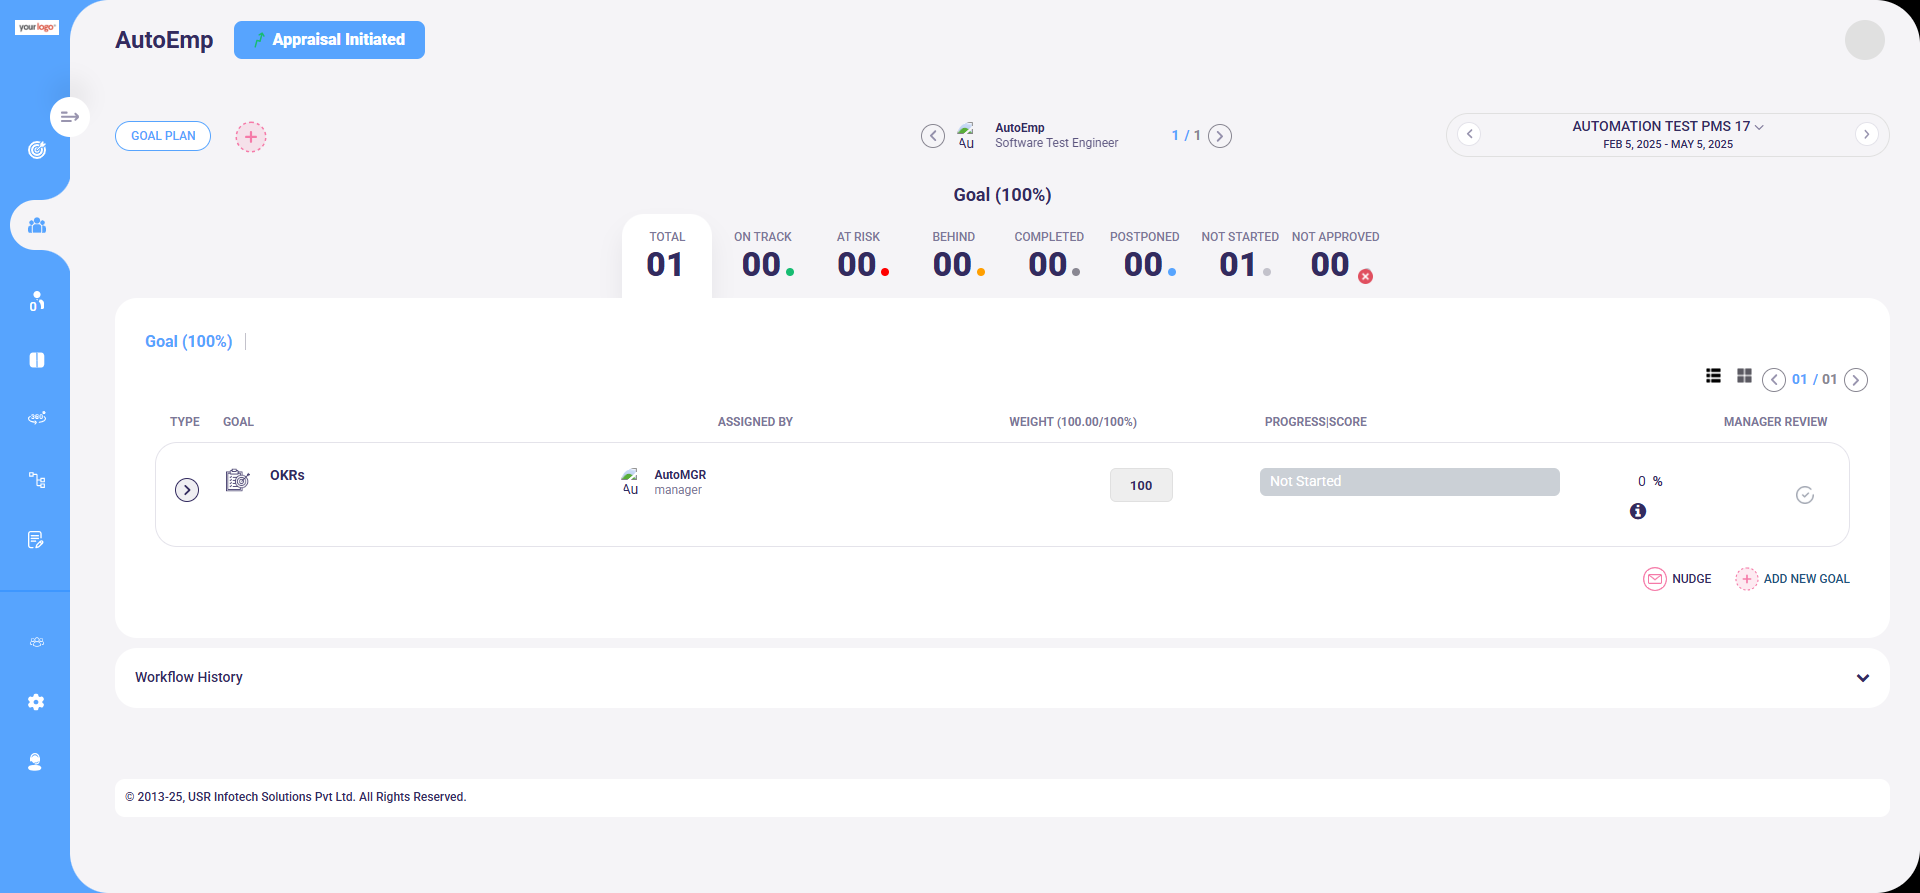 yourlogo
AutoEmp
Appraisal Initiated
GOAL PLAN
AutoEmp
Au
Software Test Engineer
1 / 1
AUTOMATION TEST PMS 17
FEB 5, 2025 - MAY 5, 2025
Goal (100%)
TOTAL ON TRACK AT RISK BEHIND COMPLETED POSTPONED NOT STARTED NOT APPROVED
01 00 00 00 00 00 01 00
Goal (100%)
01 / 01
360
TYPE GOAL ASSIGNED BY WEIGHT (100.00/100%) PROGRESS|SCORE MANAGER REVIEW
OKRs
AutoMGR
Au
manager
100
Not Started
0 %
NUDGE
ADD NEW GOAL
Workflow History
© 2013-25, USR Infotech Solutions Pvt Ltd. All Rights Reserved.